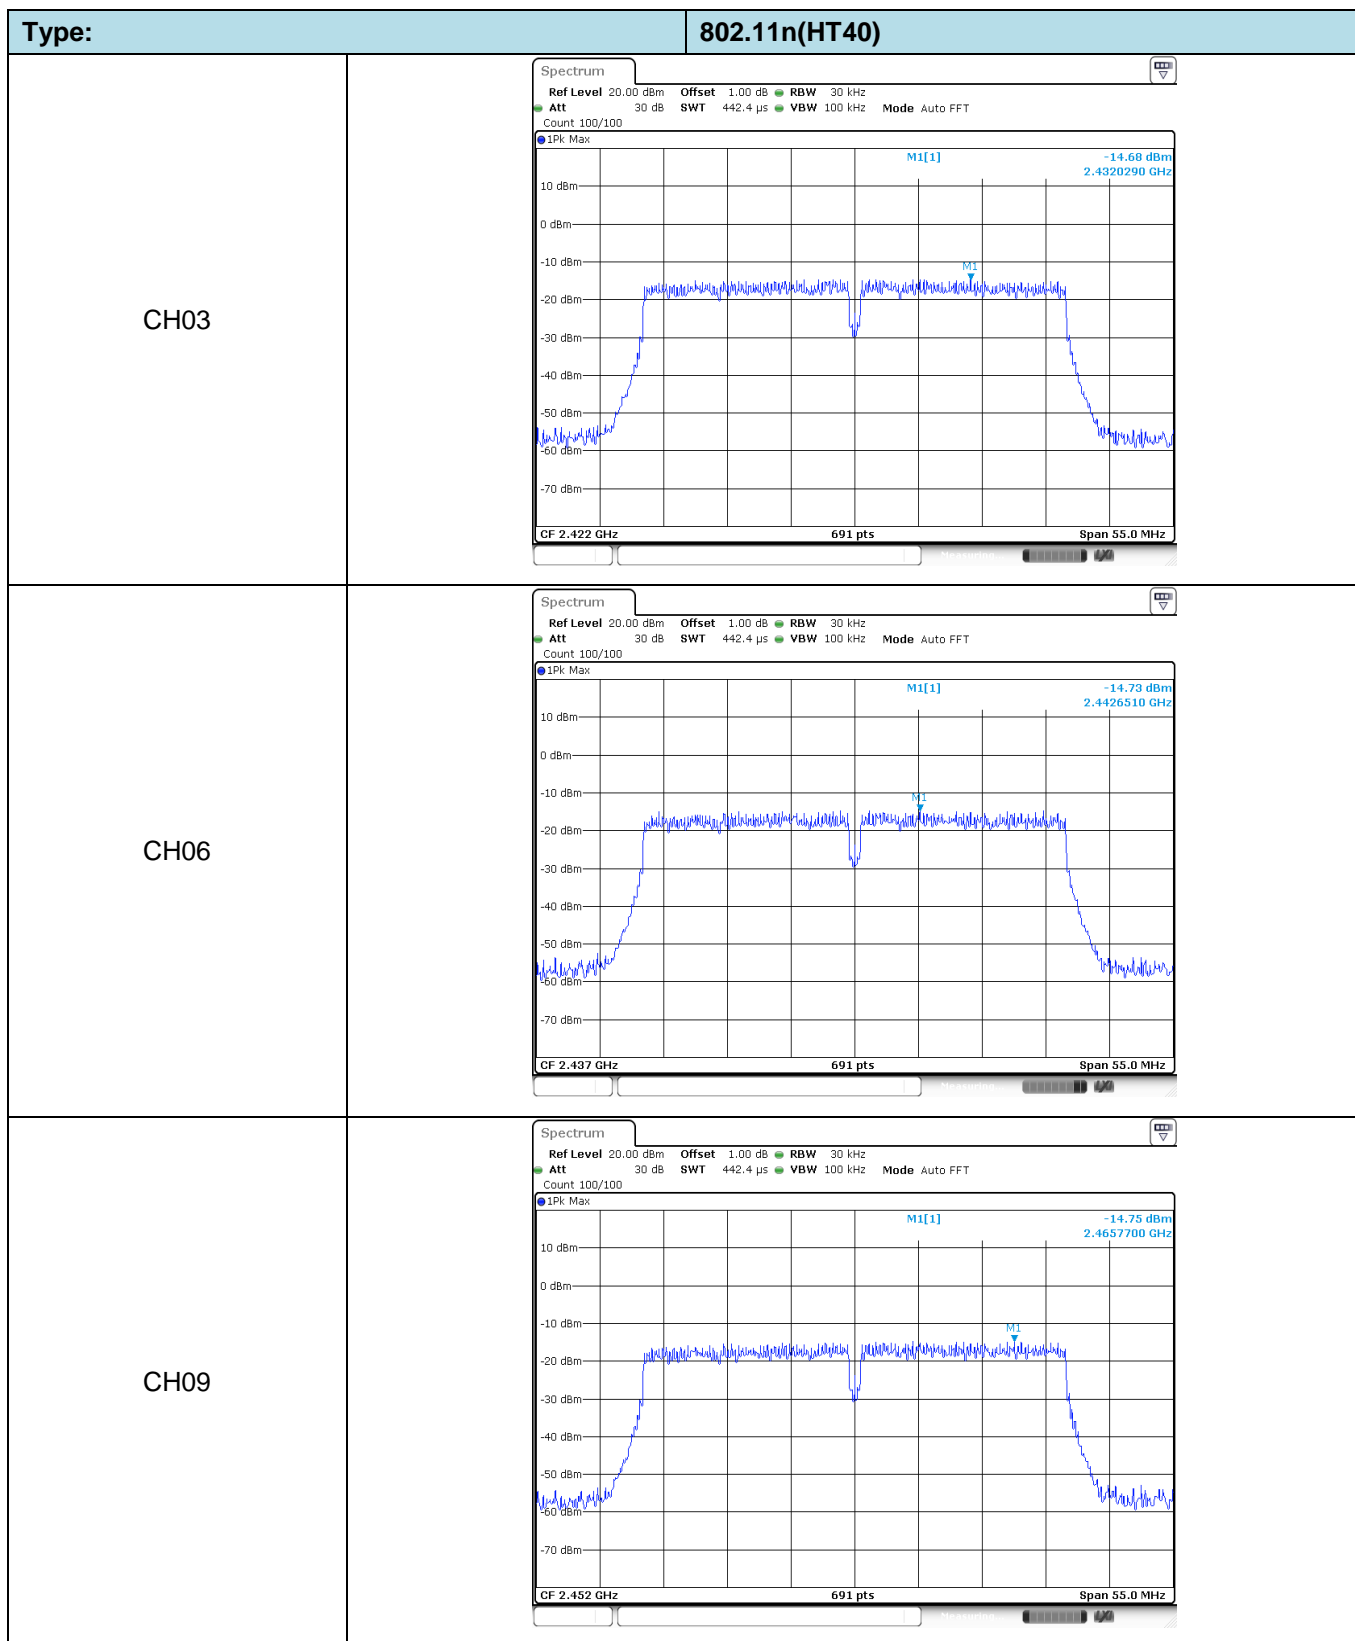 Type: 802.11n(HT40)
CH03
Spectrum
Ref Level 20.00 dBm Offset 1.00 dB RBW 30 kHz
Att 30 dB SWT 442.4 µs VBW 100 kHz Mode Auto FFT
Count 100/100
1Pk Max
M1[1] -14.68 dBm
2.4320290 GHz
10 dBm
0 dBm
-10 dBm
M1
-20 dBm
-30 dBm
-40 dBm
-50 dBm
-60 dBm
-70 dBm
CF 2.422 GHz 691 pts Span 55.0 MHz
Measuring...
CH06
Spectrum
Ref Level 20.00 dBm Offset 1.00 dB RBW 30 kHz
Att 30 dB SWT 442.4 µs VBW 100 kHz Mode Auto FFT
Count 100/100
1Pk Max
M1[1] -14.73 dBm
2.4426510 GHz
10 dBm
0 dBm
-10 dBm
M1
-20 dBm
-30 dBm
-40 dBm
-50 dBm
-60 dBm
-70 dBm
CF 2.437 GHz 691 pts Span 55.0 MHz
Measuring...
CH09
Spectrum
Ref Level 20.00 dBm Offset 1.00 dB RBW 30 kHz
Att 30 dB SWT 442.4 µs VBW 100 kHz Mode Auto FFT
Count 100/100
1Pk Max
M1[1] -14.75 dBm
2.4657700 GHz
10 dBm
0 dBm
-10 dBm
M1
-20 dBm
-30 dBm
-40 dBm
-50 dBm
-60 dBm
-70 dBm
CF 2.452 GHz 691 pts Span 55.0 MHz
Measuring...